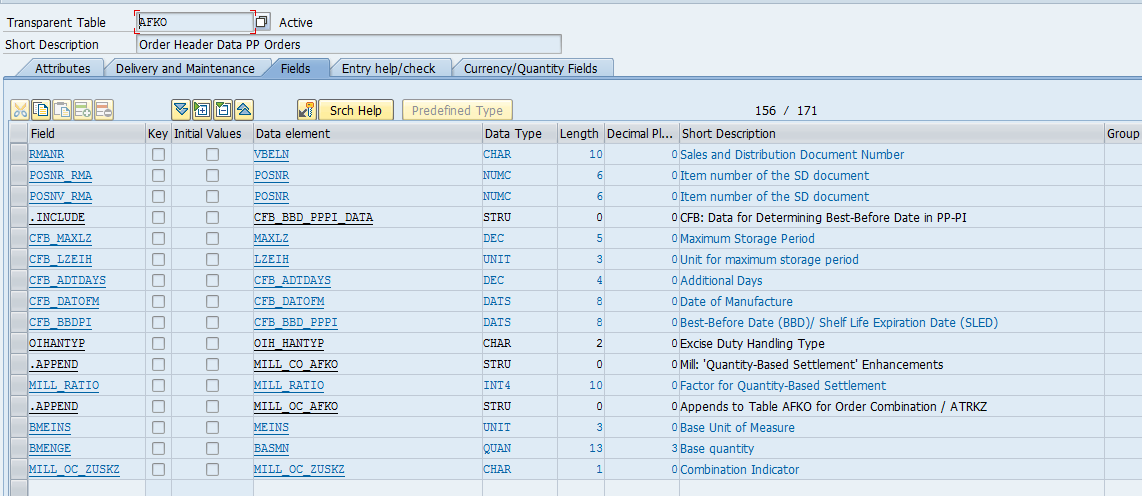 Transparent Table AFKO Active
Short Description Order Header Data PP Orders
Attributes Delivery and Maintenance Fields Entry help/check Currency/Quantity Fields
Srch Help Predefined Type 156 / 171
Field Key Initial Values Data element Data Type Length Decimal Pl... Short Description Group
RMANR VBELN CHAR 10 0 Sales and Distribution Document Number
POSNR_RMA POSNR NUMC 6 0 Item number of the SD document
POSNV_RMA POSNR NUMC 6 0 Item number of the SD document
.INCLUDE CFB_BBD_PPPI_DATA STRU 0 0 CFB: Data for Determining Best-Before Date in PP-PI
CFB_MAXLZ MAXLZ DEC 5 0 Maximum Storage Period
CFB_LZEIH LZEIH UNIT 3 0 Unit for maximum storage period
CFB_ADTDAYS CFB_ADTDAYS DEC 4 0 Additional Days
CFB_DATOFM CFB_DATOFM DATS 8 0 Date of Manufacture
CFB_BBDPI CFB_BBD_PPPI DATS 8 0 Best-Before Date (BBD)/ Shelf Life Expiration Date (SLED)
OIHANTYP OIH_HANTYP CHAR 2 0 Excise Duty Handling Type
.APPEND MILL_CO_AFKO STRU 0 0 Mill: 'Quantity-Based Settlement' Enhancements
MILL_RATIO MILL_RATIO INT4 10 0 Factor for Quantity-Based Settlement
.APPEND MILL_OC_AFKO STRU 0 0 Appends to Table AFKO for Order Combination / ATRKZ
BMEINS MEINS UNIT 3 0 Base Unit of Measure
BMENGE BASMN QUAN 13 3 Base quantity
MILL_OC_ZUSKZ MILL_OC_ZUSKZ CHAR 1 0 Combination Indicator